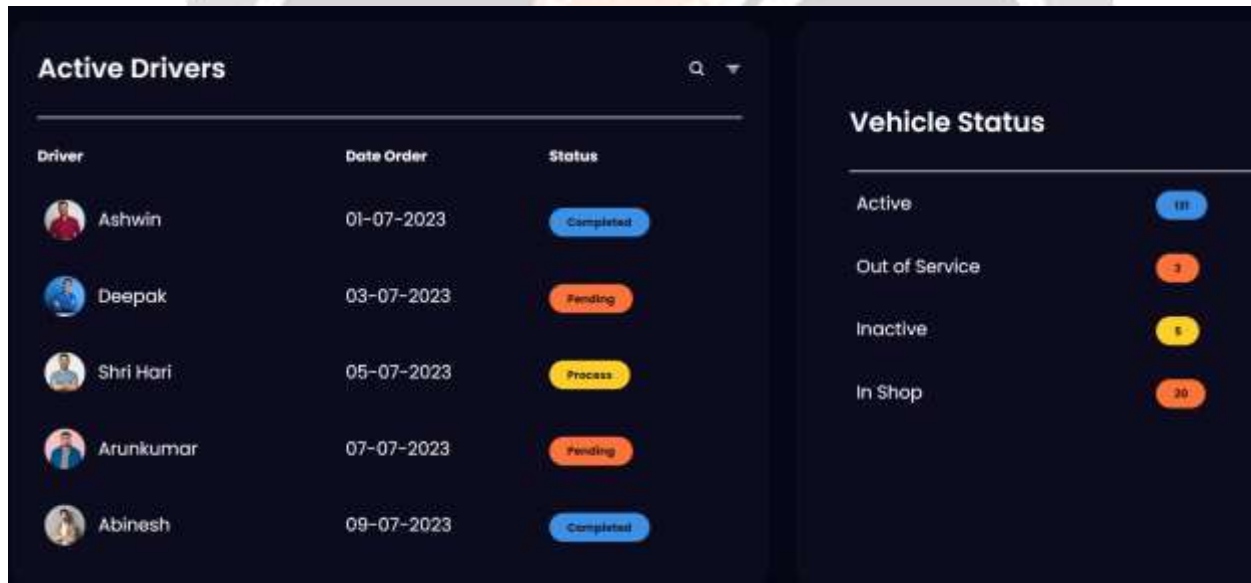 Active Drivers
Driver Date Order Status
Ashwin 01-07-2023 Completed
Deepak 03-07-2023 Pending
Shri Hari 05-07-2023 Process
Arunkumar 07-07-2023 Pending
Abinesh 09-07-2023 Completed
Vehicle Status
Active
Out of Service
Inactive 5
In Shop 20